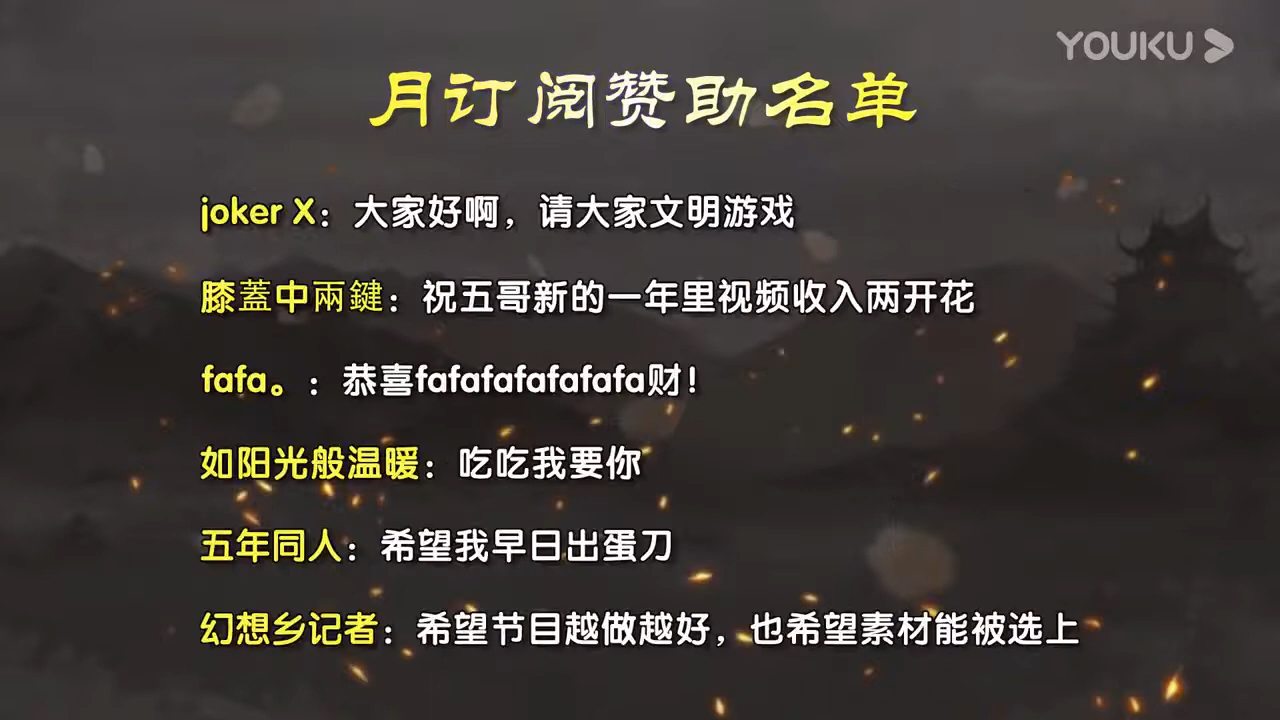 YOUKU
月订阅赞助名单
joker X：大家好啊，请大家文明游戏
膝蓋中兩鍵：祝五哥新的一年里视频收入两开花
fafa。：恭喜fafafafafafafa财！
如阳光般温暖：吃吃我要你
五年同人：希望我早日出蛋刀
幻想乡记者：希望节目越做越好，也希望素材能被选上